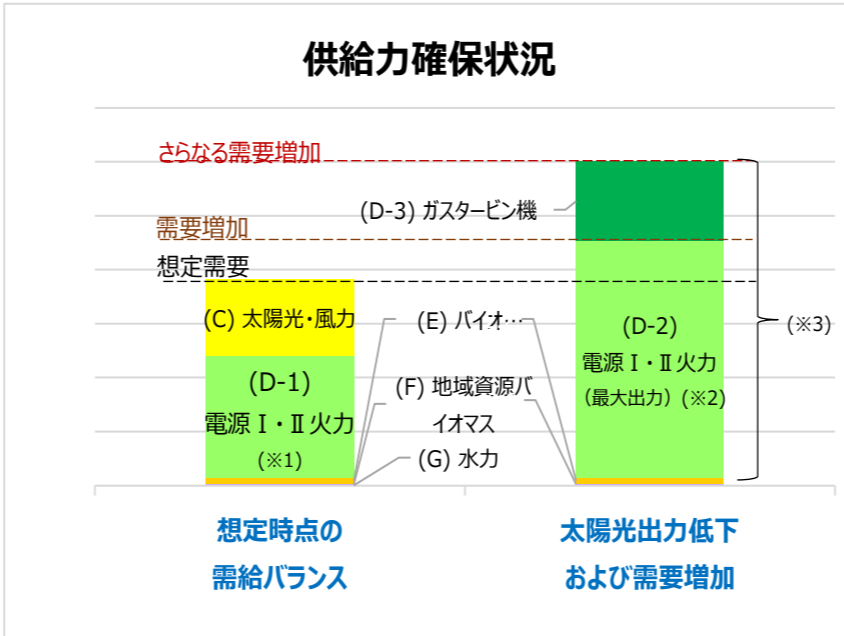 供給力確保状況
さらなる需要増加
(D-3) ガスタービン機
需要増加
想定需要
(C) 太陽光・風力
(E) バイオ…
(D-2)
(※3)
電源Ⅰ・Ⅱ火力
(最大出力) (※2)
(D-1)
電源Ⅰ・Ⅱ火力
(※1)
(F) 地域資源バ
イオマス
(G) 水力
想定時点の
需給バランス
太陽光出力低下
および需要増加